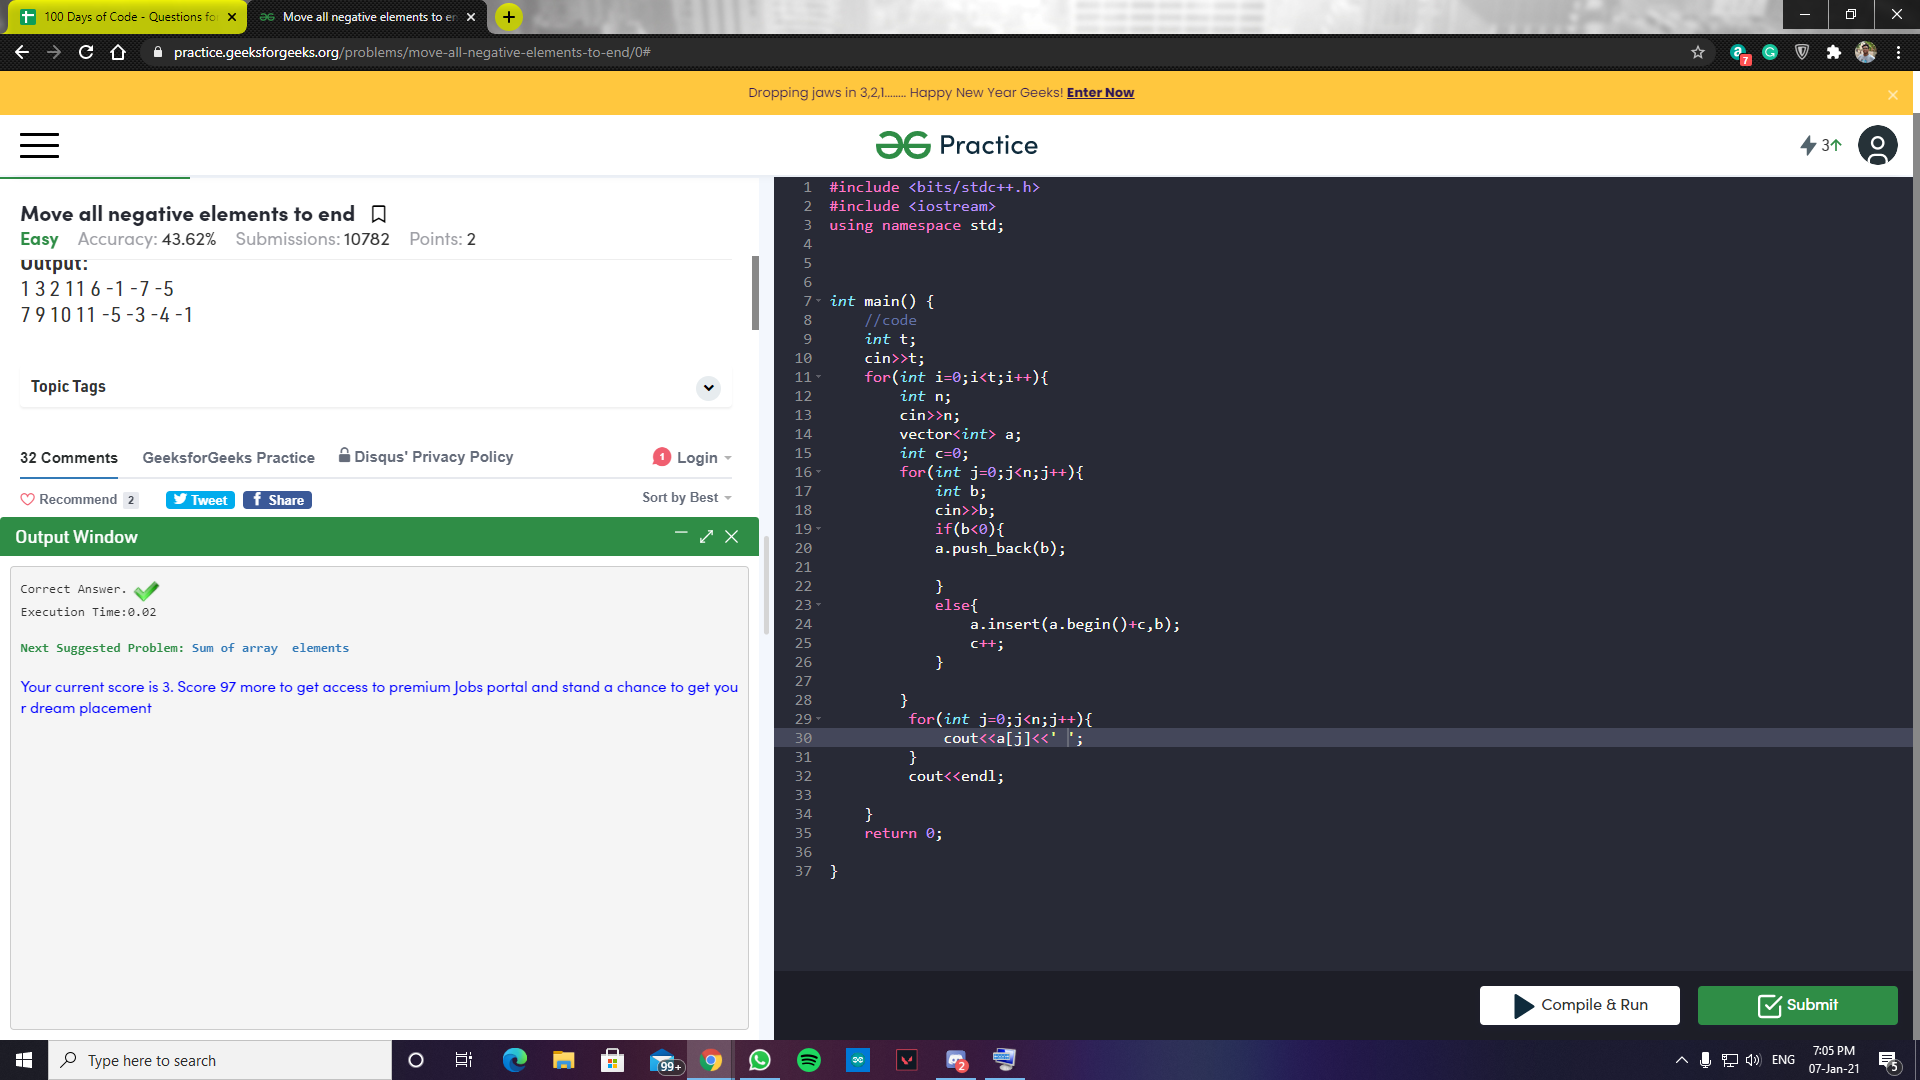 100 Days of Code - Questions fo
Move all negative elements to en
practice.geeksforgeeks.org/problems/move-all-negative-elements-to-end/0#
7
Dropping jaws in 3,2,1........ Happy New Year Geeks! Enter Now
Practice
3
Move all negative elements to end
Easy Accuracy: 43.62% Submissions: 10782 Points: 2
Output:
1 3 2 11 6 -1 -7 -5
7 9 10 11 -5 -3 -4 -1
Topic Tags
32 Comments GeeksforGeeks Practice Disqus' Privacy Policy 1 Login
Recommend 2 Tweet Share Sort by Best
Output Window
Correct Answer.
Execution Time:0.02
Next Suggested Problem: Sum of array  elements
Your current score is 3. Score 97 more to get access to premium Jobs portal and stand a chance to get you
r dream placement
1 #include <bits/stdc++.h>
2 #include <iostream>
3 using namespace std;
4
5
6
7 int main() {
8 //code
9 int t;
10 cin>>t;
11 for(int i=0;i<t;i++){
12 int n;
13 cin>>n;
14 vector<int> a;
15 int c=0;
16 for(int j=0;j<n;j++){
17 int b;
18 cin>>b;
19 if(b<0){
20 a.push_back(b);
21
22 }
23 else{
24 a.insert(a.begin()+c,b);
25 c++;
26 }
27
28 }
29 for(int j=0;j<n;j++){
30 cout<<a[j]<<' ';
31 }
32 cout<<endl;
33
34 }
35 return 0;
36
37 }
Compile & Run
Submit
Type here to search
99+
2
ENG
7:05 PM
07-Jan-21
5